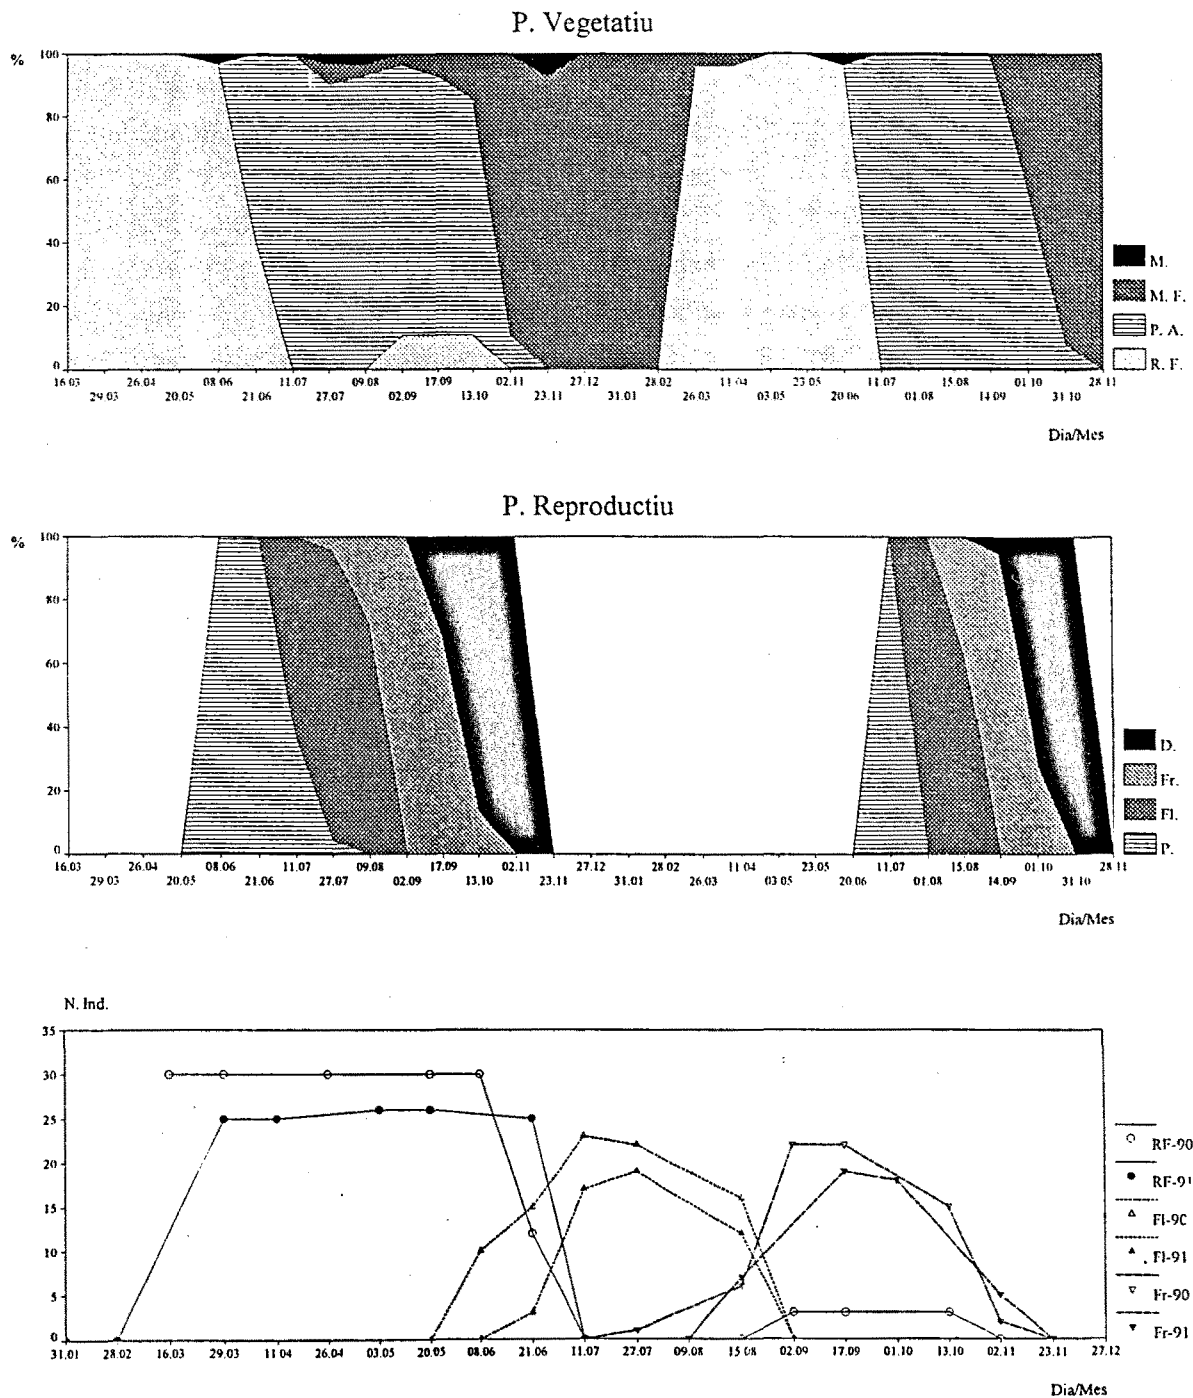 P. Vegetatiu
%
100
80
60
40
20
0
16.03 26.04 08.06 11.07 09.08 17.09 02.11 27.12 28.02 11 04 23.05 11.07 15.08 01.10 28 11
29.03 20.05 21.06 27.07 02.09 13.10 23.11 31.01 26.03 03.05 20.06 01.08 14.09 31 10
M.
M. F.
P. A.
R. F.
Dia/Mes
P. Reproductiu
%
100
80
60
40
20
0
16.03 26.04 08.06 11.07 09.08 17.09 02.11 27.12 28.02 11 04 23.05 11.07 15.08 01 10 28 11
29 03 20.05 21.06 27.07 02.09 13.10 23.11 31.01 26.03 03.05 20.06 01.08 14.09 31 10
D.
Fr.
Fl.
P.
Dia/Mes
N. Ind.
35
30
25
20
15
10
5
0
31.01 28.02 16.03 29.03 11.04 26.04 03.05 20.05 08.06 21.06 11.07 27.07 09.08 15 08 02.09 17.09 01.10 13.10 02.11 23.11 27.12
RF-90
RF-91
Fl-90
Fl-91
Fr-90
Fr-91
Dia/Mes